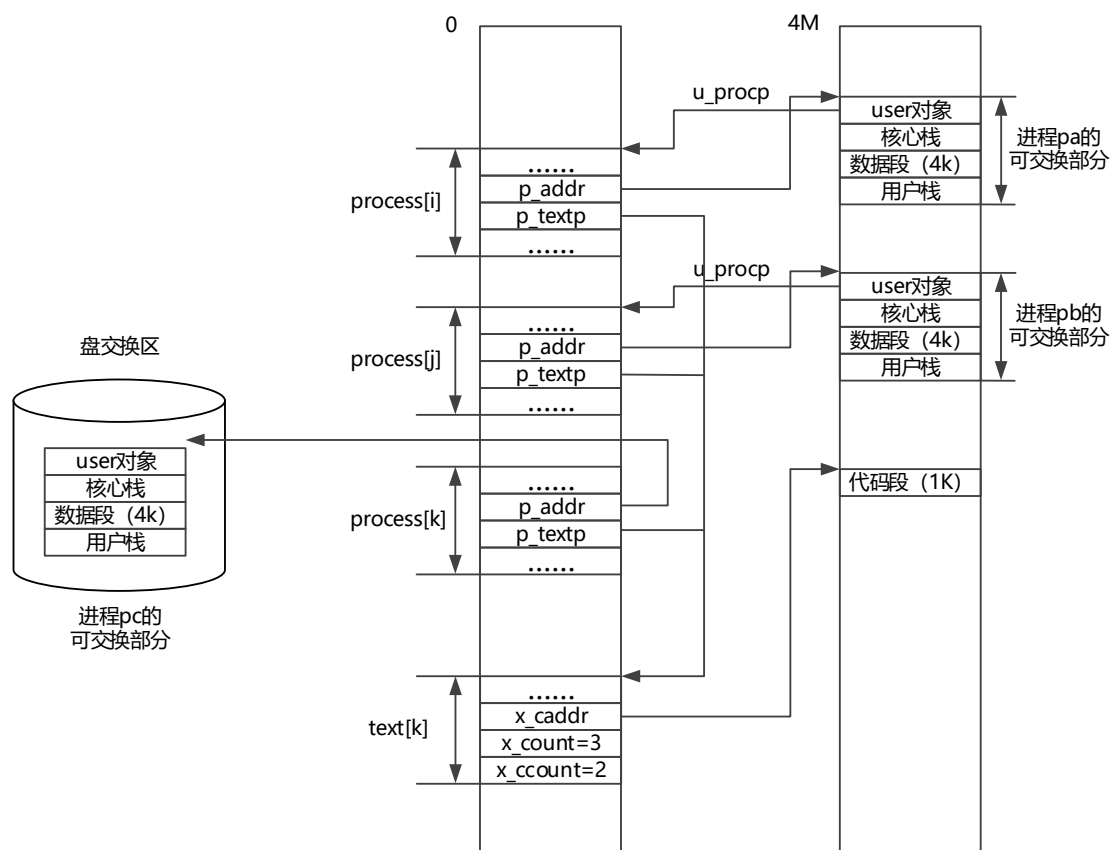 0
4M
u_procp
user对象
核心栈
数据段（4k）
用户栈
进程pa的
可交换部分
process[i]
……
p_addr
p_textp
……
u_procp
user对象
核心栈
数据段（4k）
用户栈
进程pb的
可交换部分
process[j]
……
p_addr
p_textp
……
盘交换区
user对象
核心栈
数据段（4k）
用户栈
进程pc的
可交换部分
process[k]
……
p_addr
p_textp
……
代码段（1K）
text[k]
……
x_caddr
x_count=3
x_ccount=2